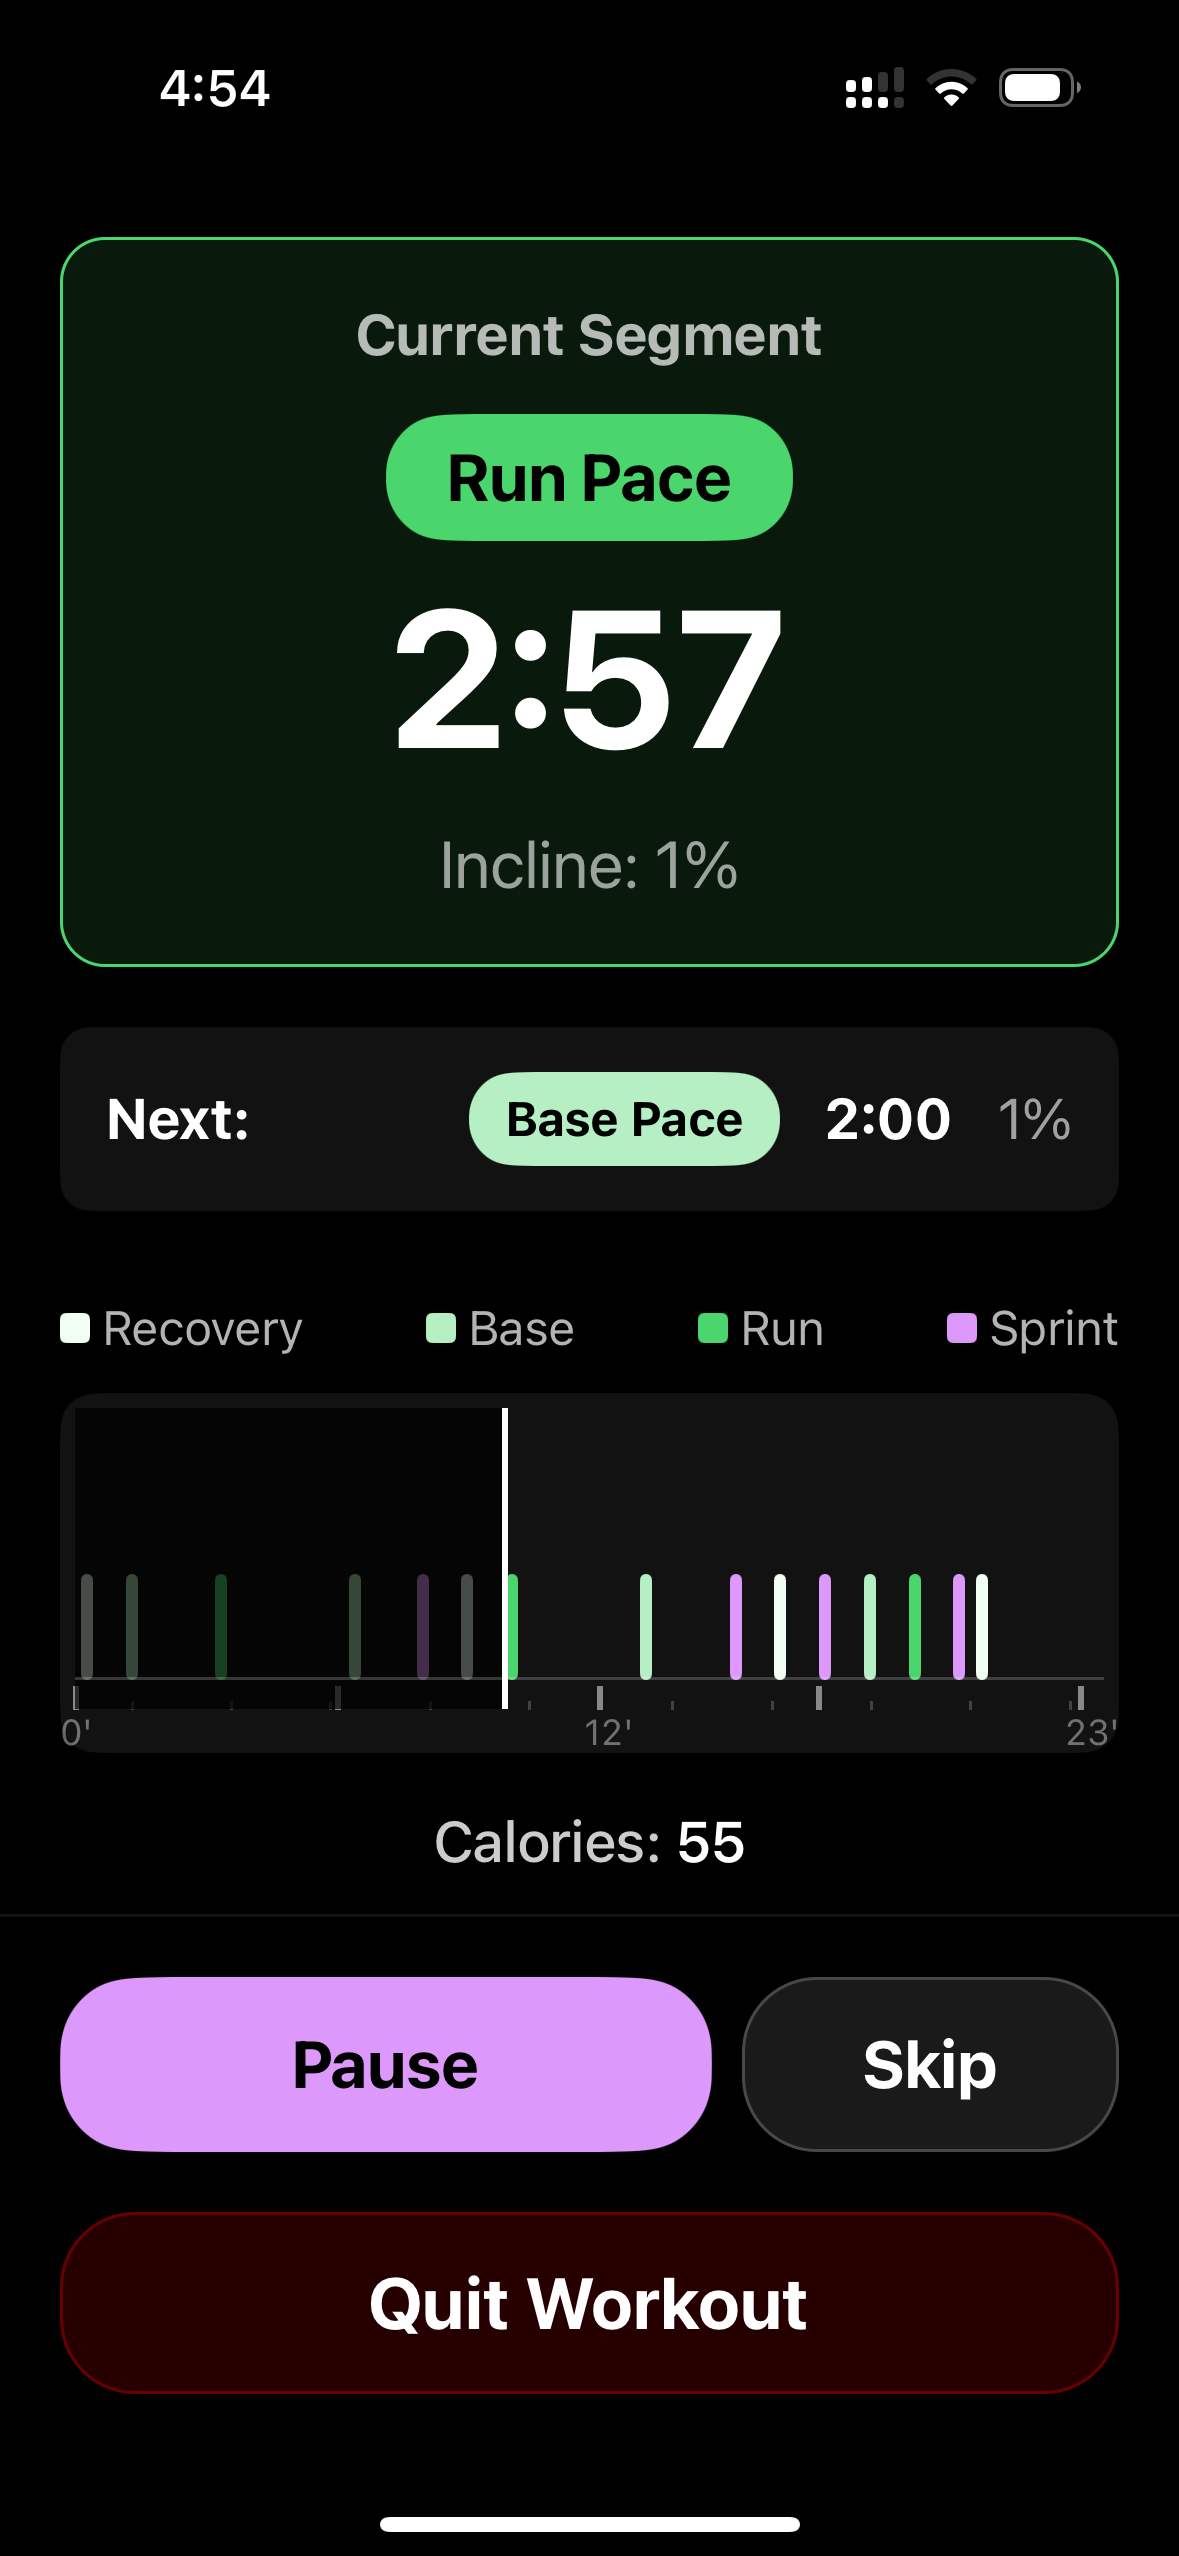 4:54
Current Segment
Run Pace
2:57
Incline: 1%
Next: Base Pace 2:00 1%
Recovery Base Run Sprint
0' 12' 23'
Calories: 55
Pause Skip
Quit Workout